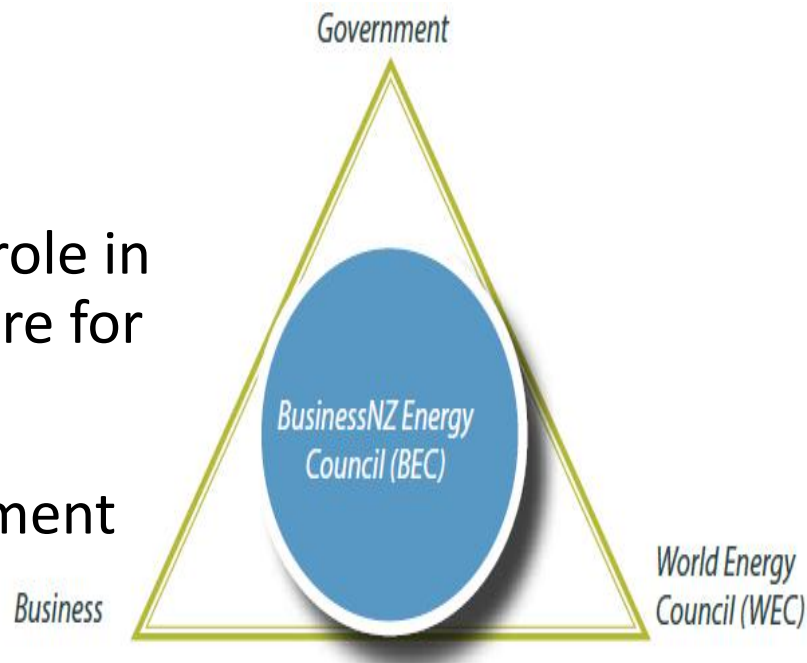 Government
role in
re for
BusinessNZ Energy
Council (BEC)
ment
Business
World Energy
Council (WEC)